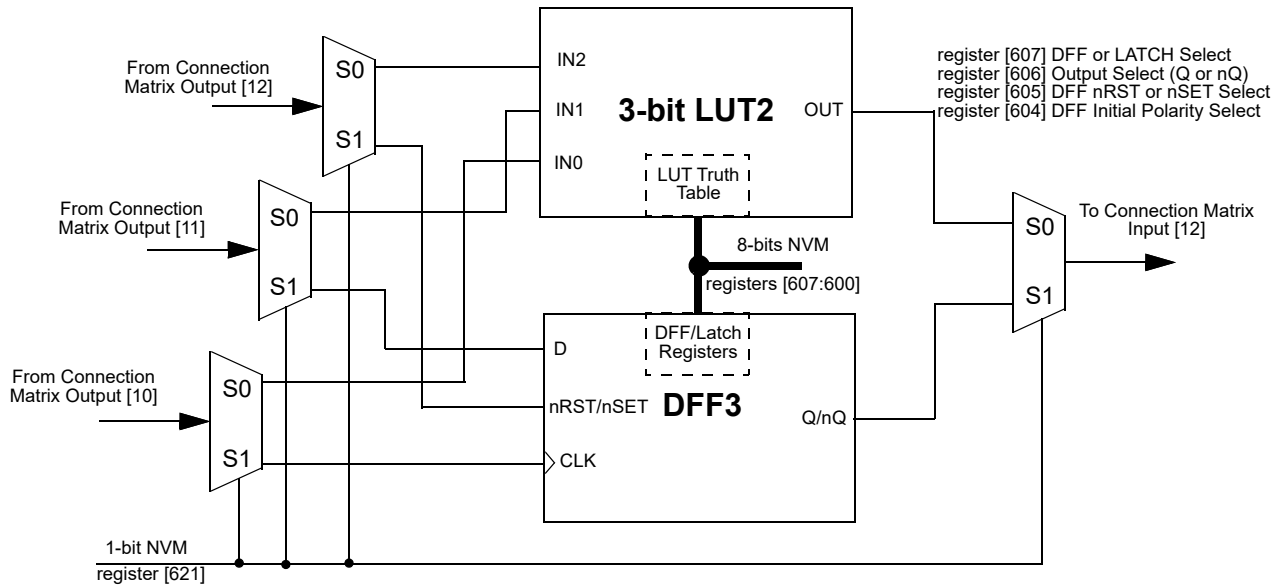 From Connection
Matrix Output [12]
S0
S1
IN2
IN1
IN0
3-bit LUT2
OUT
LUT Truth
Table
register [607] DFF or LATCH Select
register [606] Output Select (Q or nQ)
register [605] DFF nRST or nSET Select
register [604] DFF Initial Polarity Select
From Connection
Matrix Output [11]
S0
S1
8-bits NVM
registers [607:600]
S0
S1
To Connection Matrix
Input [12]
From Connection
Matrix Output [10]
S0
S1
DFF/Latch
Registers
D
nRST/nSET
CLK
DFF3
Q/nQ
1-bit NVM
register [621]